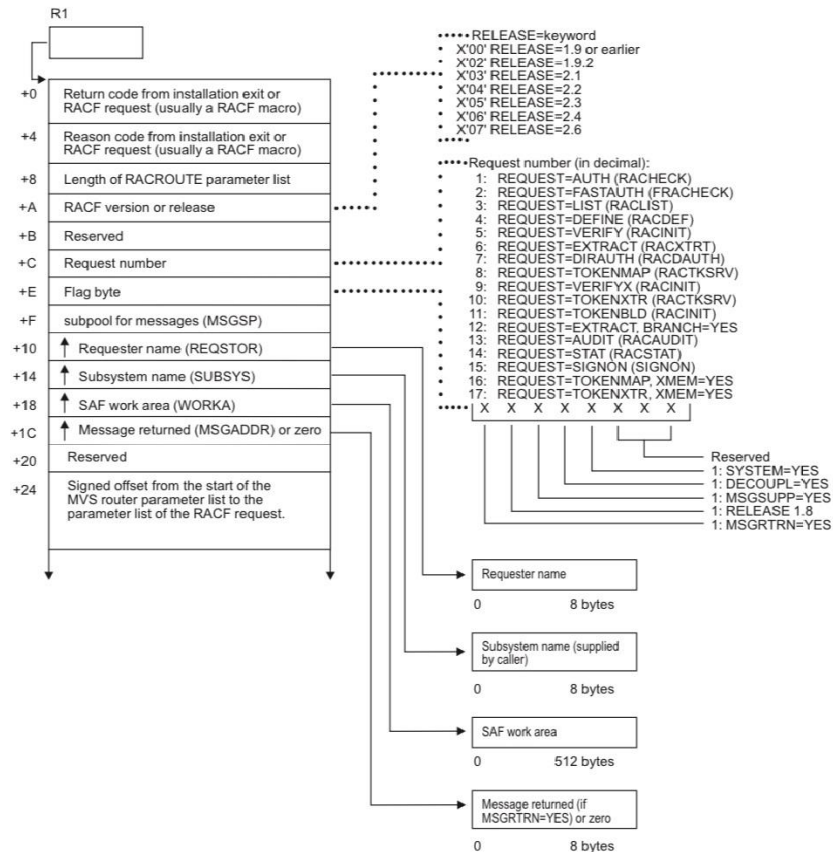 R1
+0 Return code from installation exit or
RACF request (usually a RACF macro)
+4 Reason code from installation exit or
RACF request (usually a RACF macro)
+8 Length of RACROUTE parameter list
+A RACF version or release
+B Reserved
+C Request number
+E Flag byte
+F subpool for messages (MSGSP)
+10 ↑ Requester name (REQSTOR)
+14 ↑ Subsystem name (SUBSYS)
+18 ↑ SAF work area (WORKA)
+1C ↑ Message returned (MSGADDR) or zero
+20 Reserved
+24 Signed offset from the start of the
MVS router parameter list to the
parameter list of the RACF request.
RELEASE=keyword
X'00' RELEASE=1.9 or earlier
X'02' RELEASE=1.9.2
X'03' RELEASE=2.1
X'04' RELEASE=2.2
X'05' RELEASE=2.3
X'06' RELEASE=2.4
X'07' RELEASE=2.6
Request number (in decimal):
1: REQUEST=AUTH (RACHECK)
2: REQUEST=FASTAUTH (FRACHECK)
3: REQUEST=LIST (RACLIST)
4: REQUEST=DEFINE (RACDEF)
5: REQUEST=VERIFY (RACINIT)
6: REQUEST=EXTRACT (RACXTRT)
7: REQUEST=DIRAUTH (RACDAUTH)
8: REQUEST=TOKENMAP (RACTKSRV)
9: REQUEST=VERIFYX (RACINIT)
10: REQUEST=TOKENXTR (RACTKSRV)
11: REQUEST=TOKENBLD (RACINIT)
12: REQUEST=EXTRACT, BRANCH=YES
13: REQUEST=AUDIT (RACAUDIT)
14: REQUEST=STAT (RACSTAT)
15: REQUEST=SIGNON (SIGNON)
16: REQUEST=TOKENMAP, XMEM=YES
17: REQUEST=TOKENXTR, XMEM=YES
X X X X X X X X
Reserved
1: SYSTEM=YES
1: DECOUPL=YES
1: MSGSUPP=YES
1: RELEASE 1.8
1: MSGRTRN=YES
Requester name
0 8 bytes
Subsystem name (supplied
by caller)
0 8 bytes
SAF work area
0 512 bytes
Message returned (if
MSGRTRN=YES) or zero
0 8 bytes